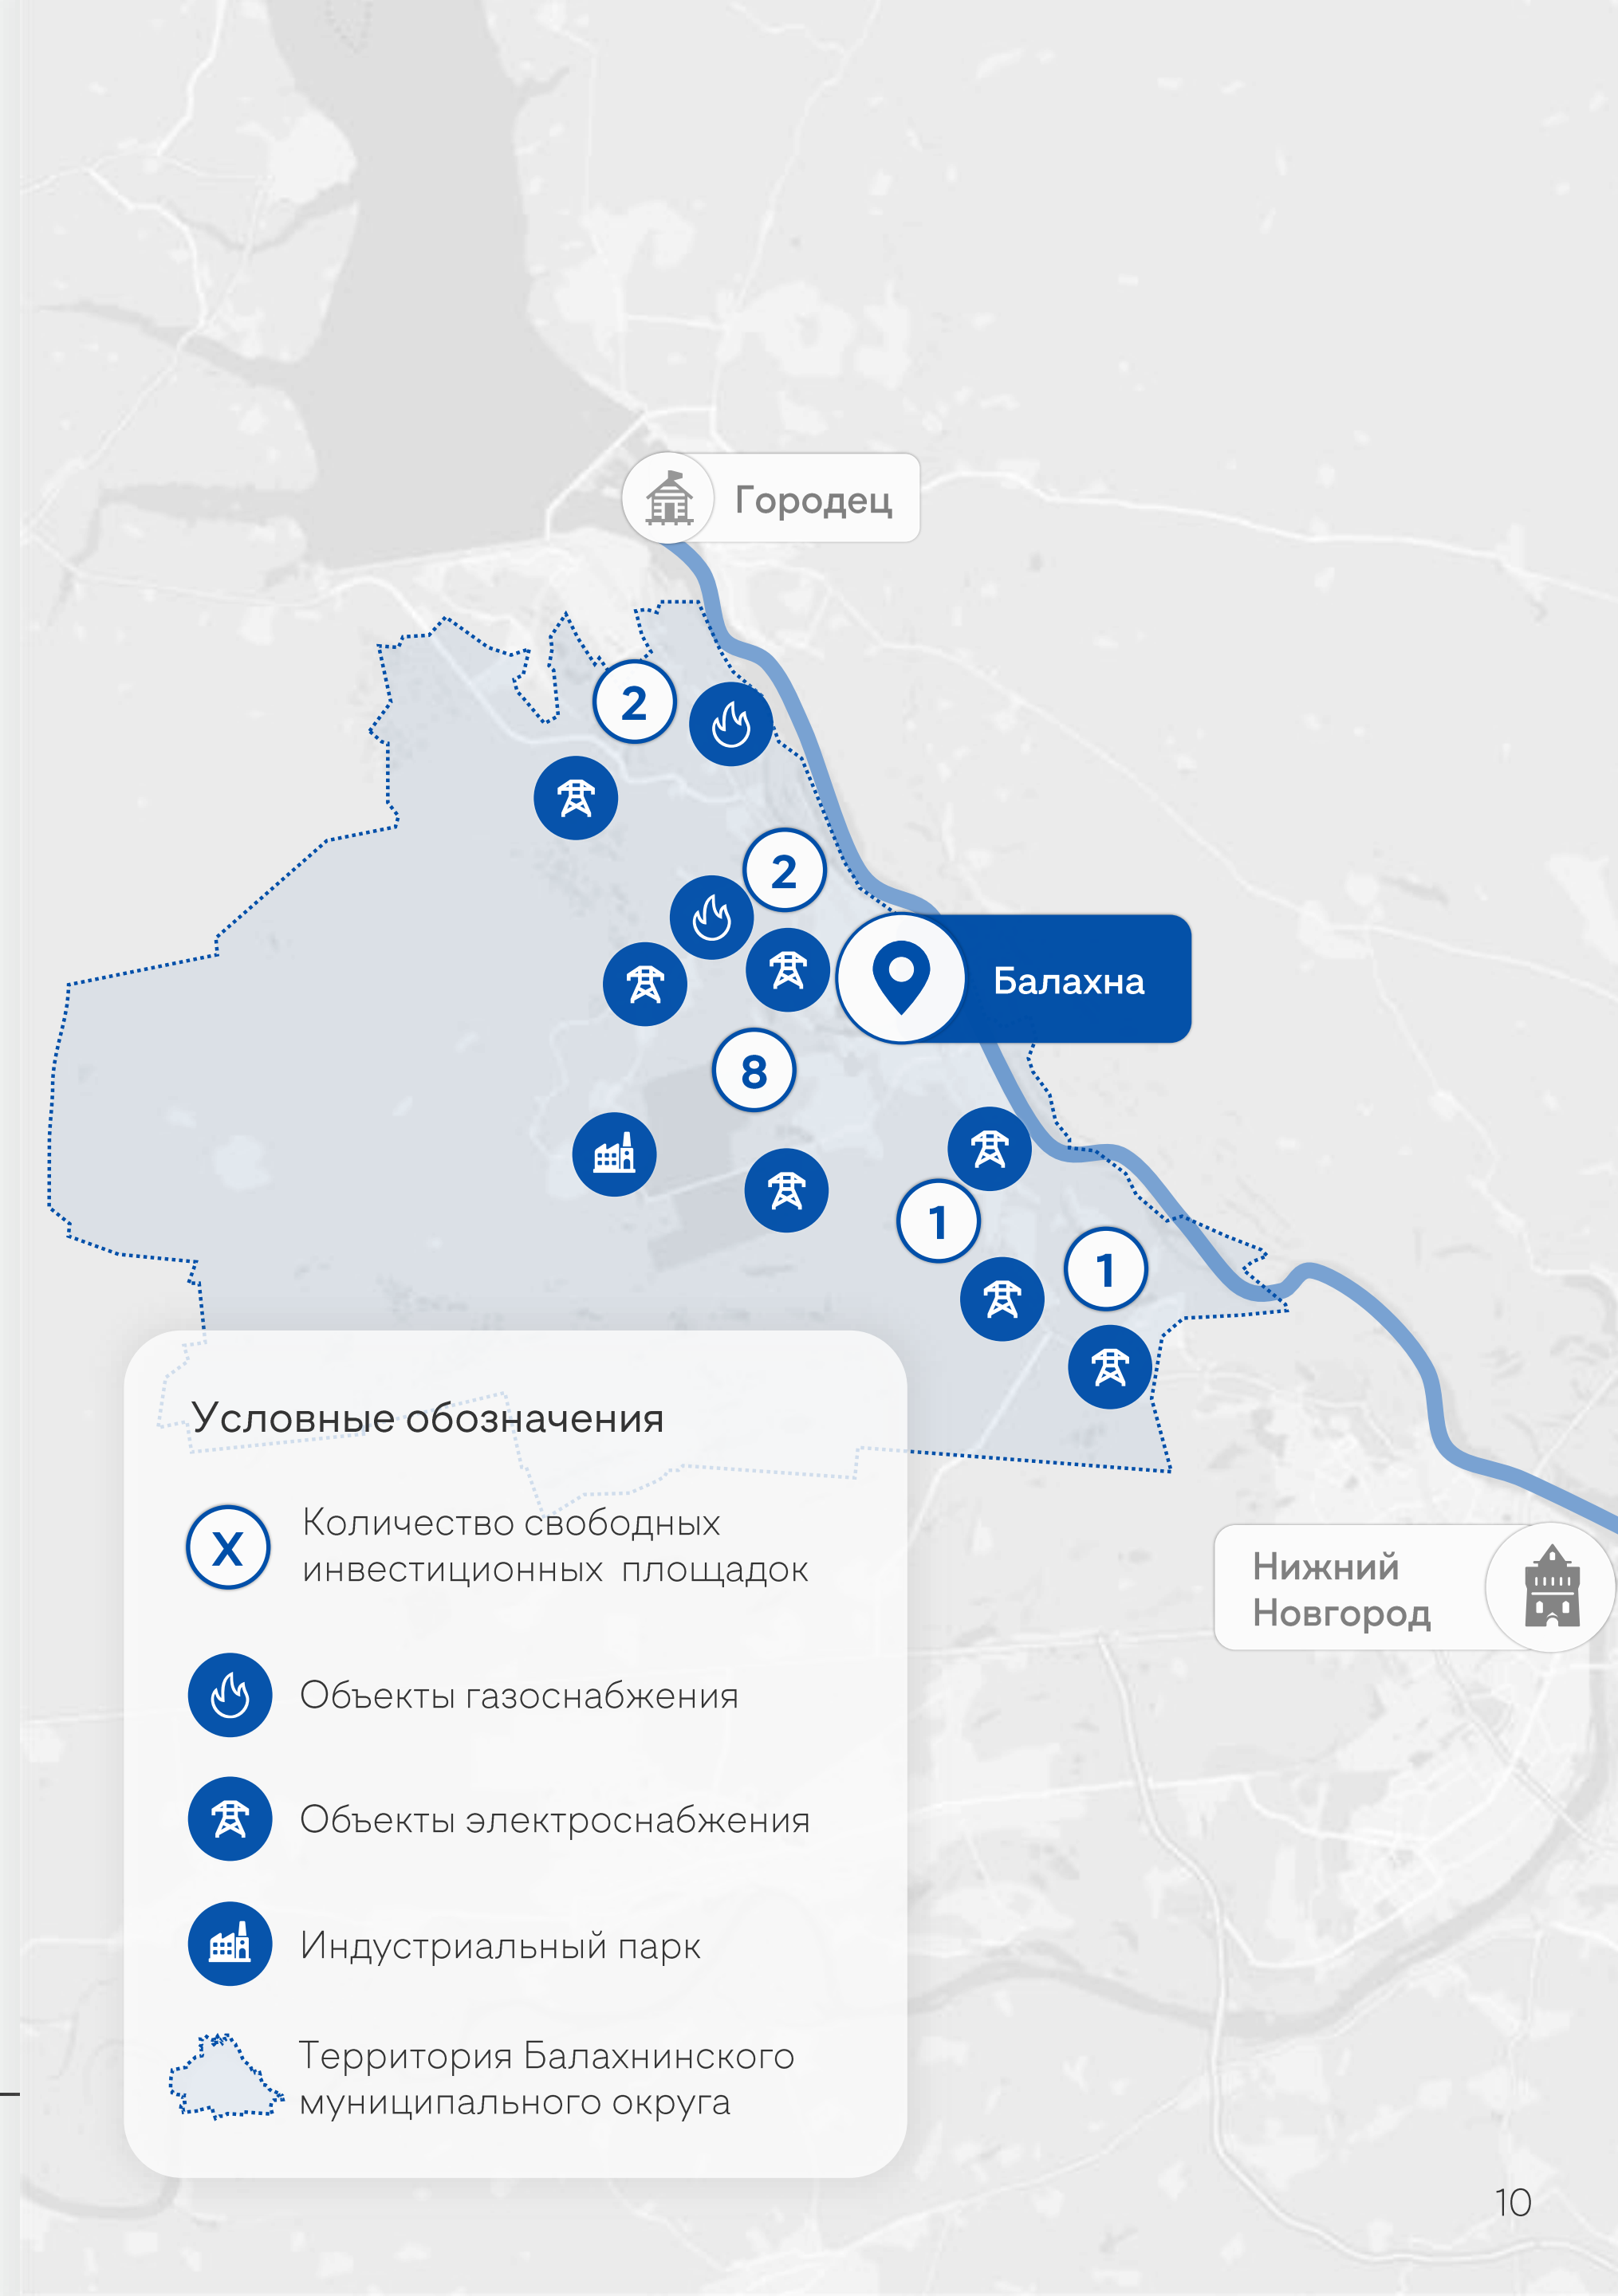 Городец
2
2
Балахна
8
1
1
Условные обозначения
X
Количество свободных
инвестиционных площадок
Нижний
Новгород
Объекты газоснабжения
Объекты электроснабжения
Индустриальный парк
Территория Балахнинского
муниципального округа
10